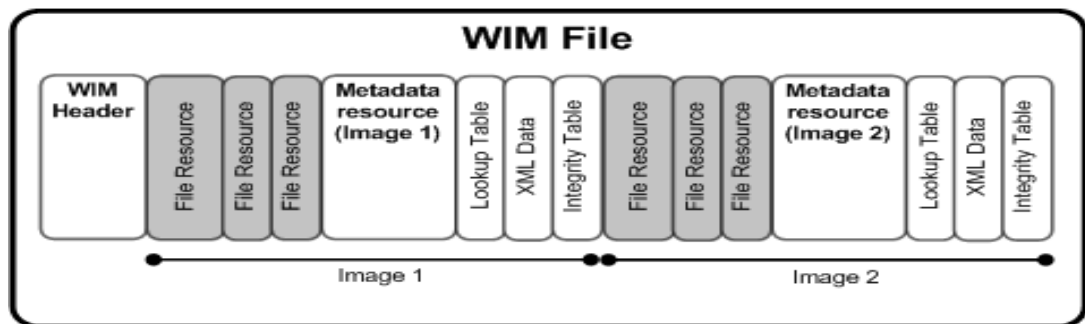 WIM File
WIM
Header
File Resource
File Resource
File Resource
Metadata
resource
(Image 1)
Lookup Table
XML Data
Integrity Table
File Resource
File Resource
File Resource
Metadata
resource
(Image 2)
Lookup Table
XML Data
Integrity Table
Image 1
Image 2